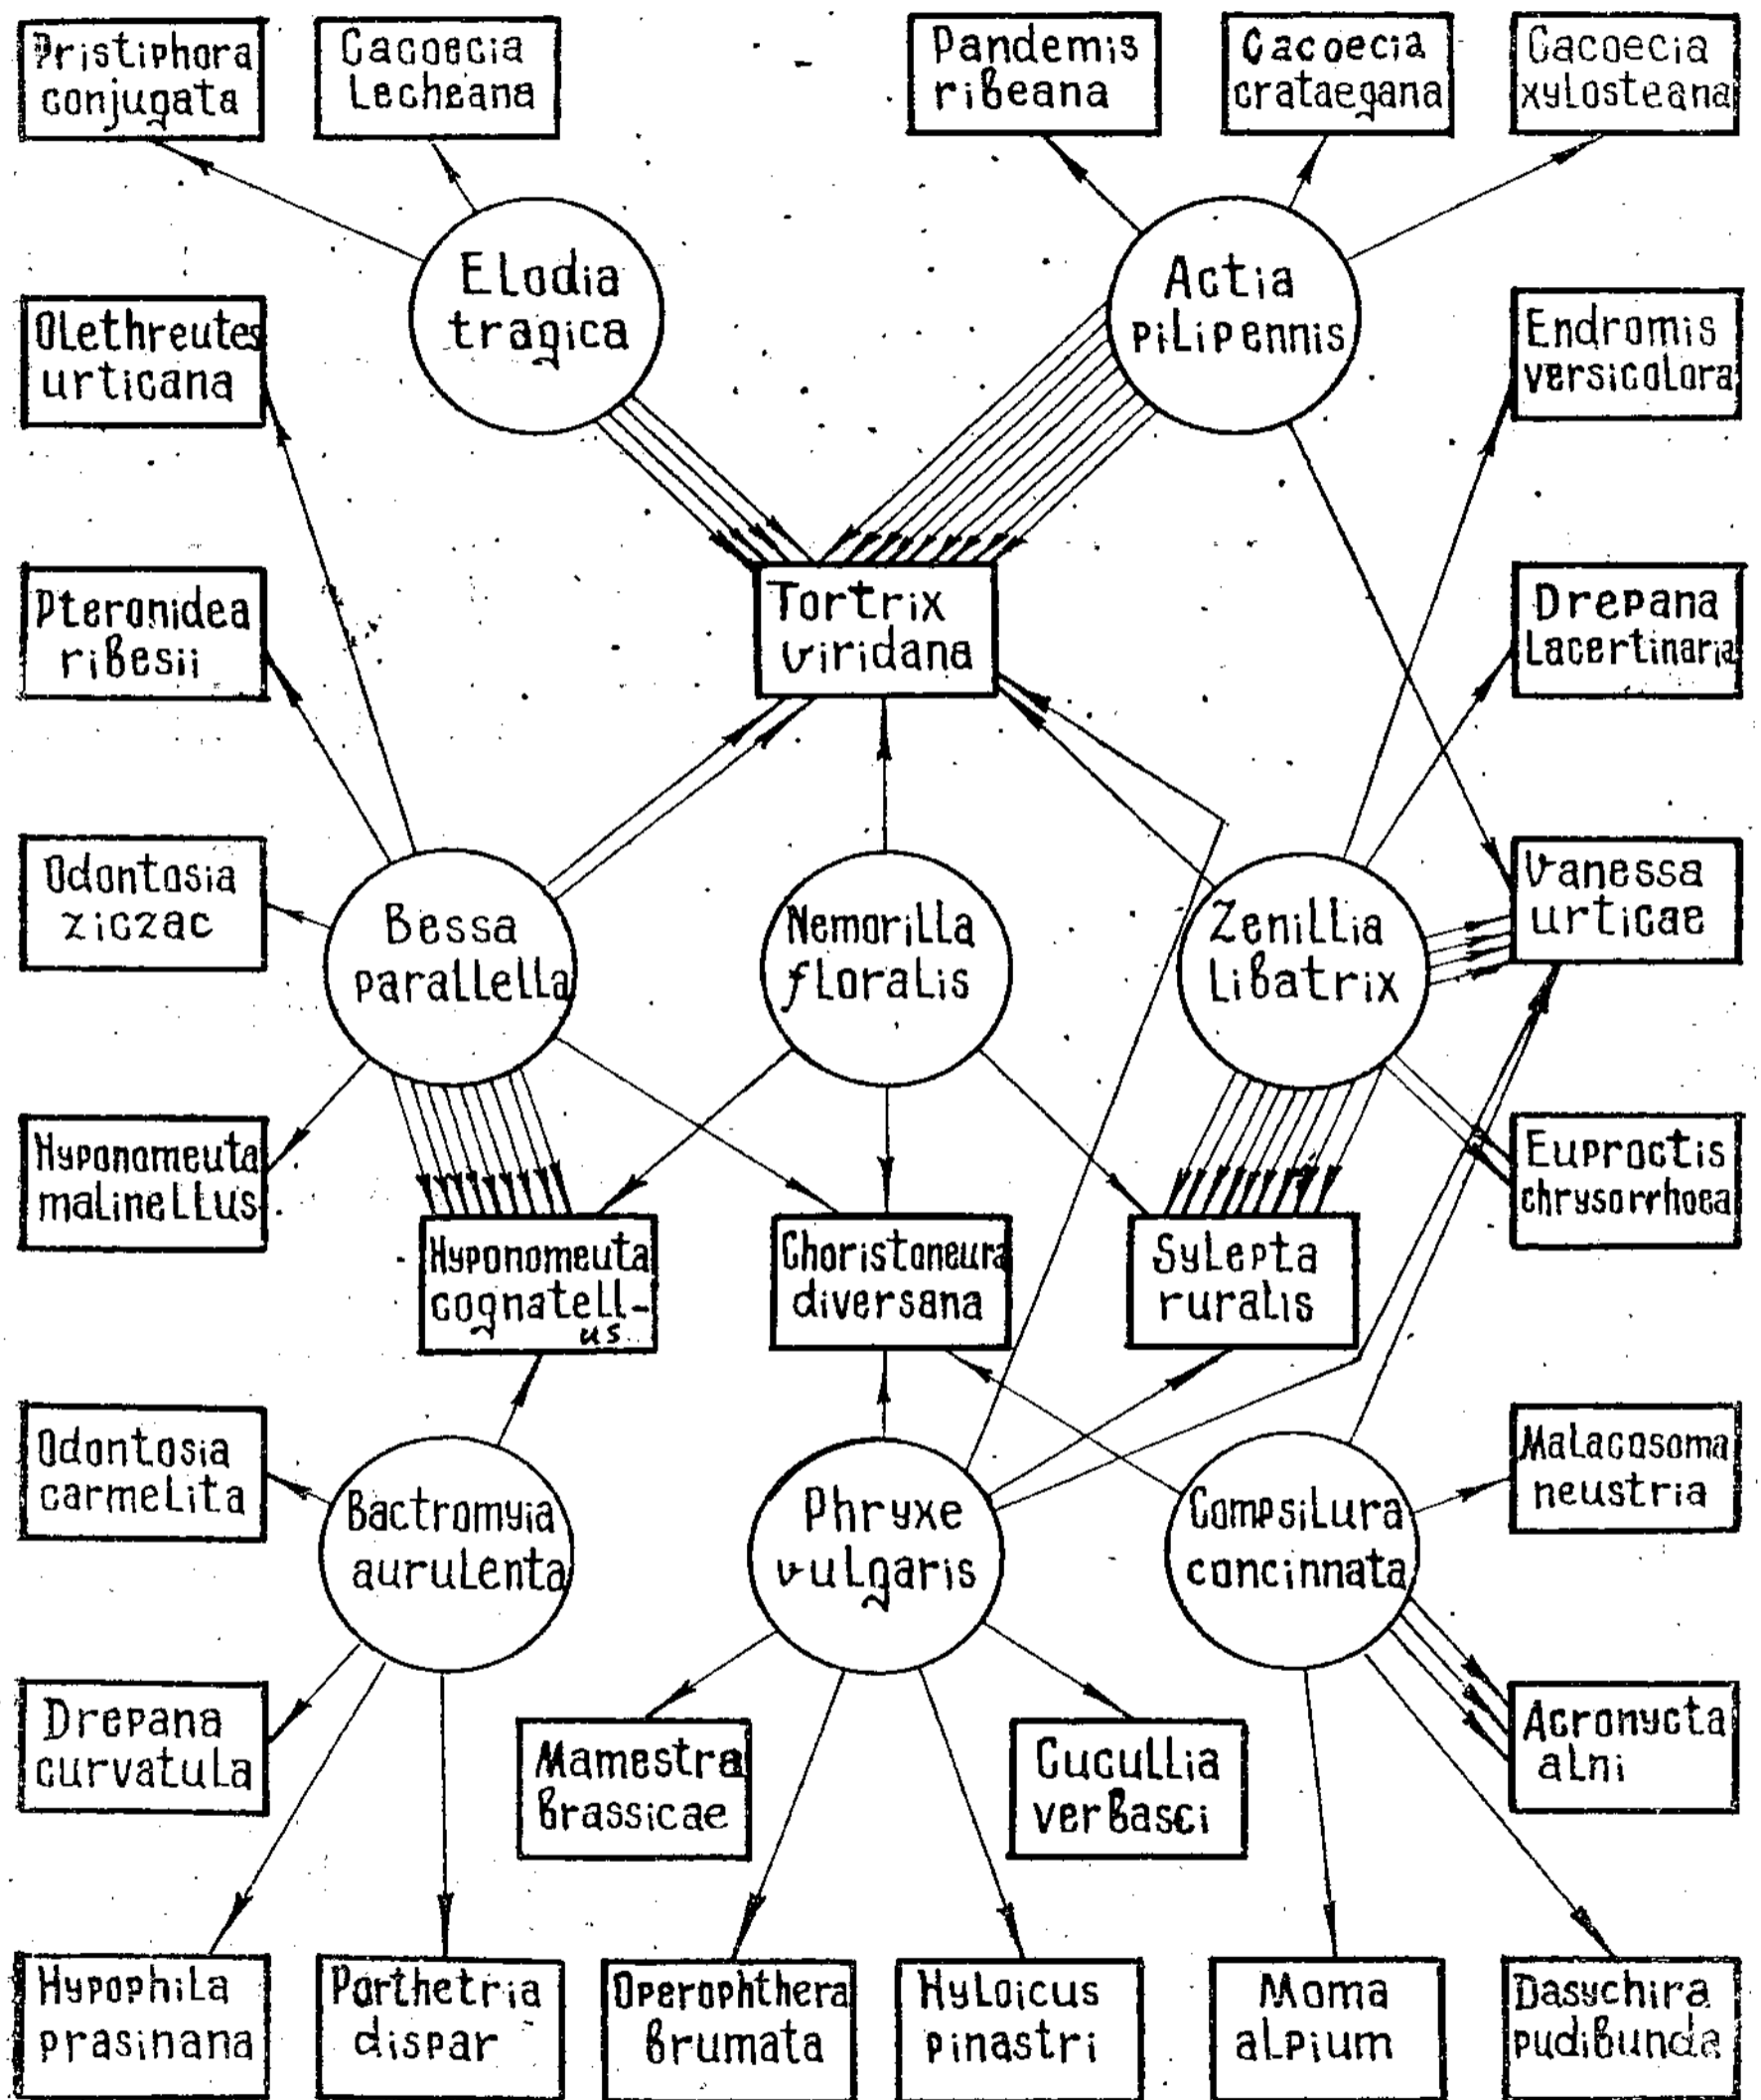 Pristiphora
conjugata
Cacoecia
Lecheana
Pandemis
ribeana
Cacoecia
crataegana
Cacoecia
xylosteana
Elodia
tragica
Actia
pilipennis
Olethreutes
urticana
Endromis
versicolora
Pteronidea
ribesii
Tortrix
viridana
Drepana
Lacertinaria
Odontosia
ziczac
Bessa
parallella
Nemorilla
floralis
Zenillia
Libatrix
Vanessa
urticae
Hyponomeuta
malinellus
Hyponomeuta
cognatell-
us
Choristoneura
diversana
Sylepta
ruralis
Euproctis
chrysorrhoea
Odontosia
carmelita
Bactromyia
aurulenta
Phryxe
vulgaris
Compsilura
concinnata
Malacosoma
neustria
Drepana
curvatula
Mamestra
brassicae
Cucullia
verbasci
Acronycta
alni
Hypophila
prasinana
Porthetria
dispar
Operophthera
brumata
Hyloicus
pinastri
Moma
alpium
Dasychira
pudibunda